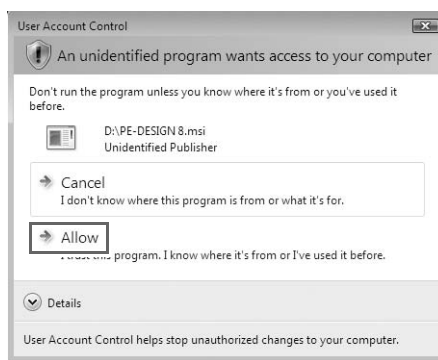 User Account Control
An unidentified program wants access to your computer
Don't run the program unless you know where it's from or you've used it
before.
D:\PE-DESIGN 8.msi
Unidentified Publisher
Cancel
I don't know where this program is from or what it's for.
Allow
this program. I know where it's from or I've used it before.
Details
User Account Control helps stop unauthorized changes to your computer.